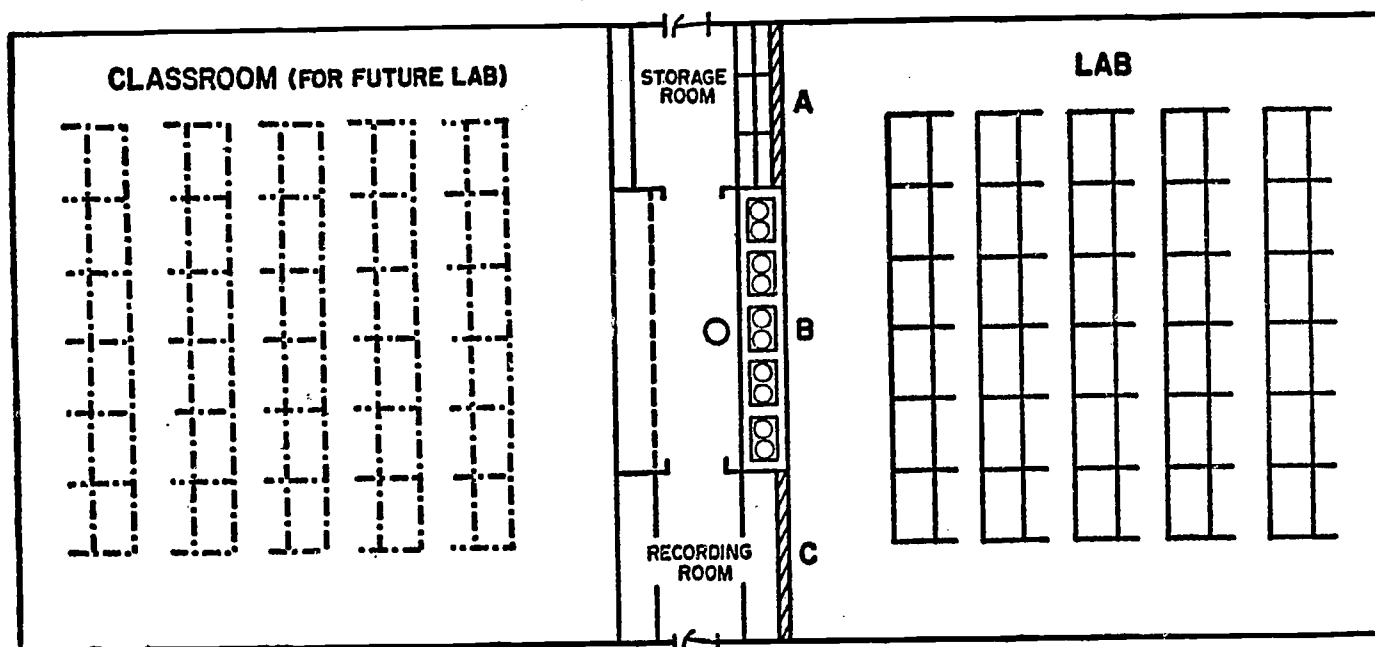 CLASSROOM (FOR FUTURE LAB)
STORAGE
ROOM
A
LAB
B
RECORDING
ROOM
C